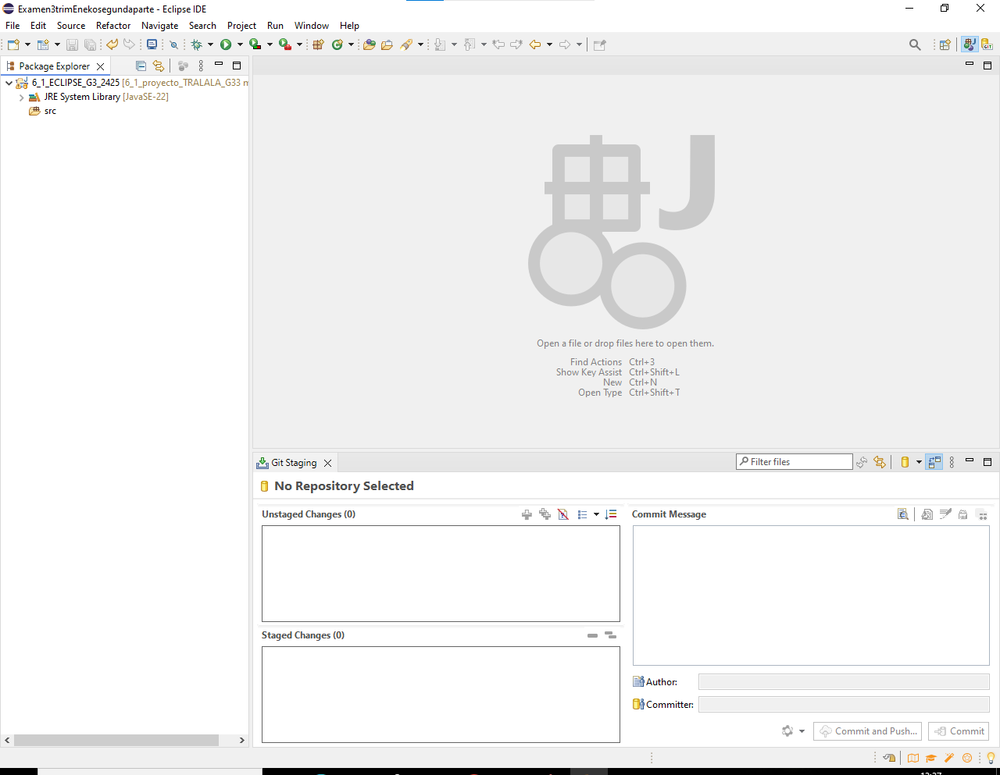 Examen3trimEnekosegundaparte - Eclipse IDE
File Edit Source Refactor Navigate Search Project Run Window Help
Package Explorer
6_1_ECLIPSE_G3_2425 [6_1_proyecto_TRALALA_G33 m
JRE System Library [JavaSE-22]
src
J
Open a file or drop files here to open them.
Find Actions Ctrl+3
Show Key Assist Ctrl+Shift+L
New Ctrl+N
Open Type Ctrl+Shift+T
Git Staging
Filter files
No Repository Selected
Unstaged Changes (0)
Commit Message
Staged Changes (0)
Author:
Committer:
Commit and Push...
Commit